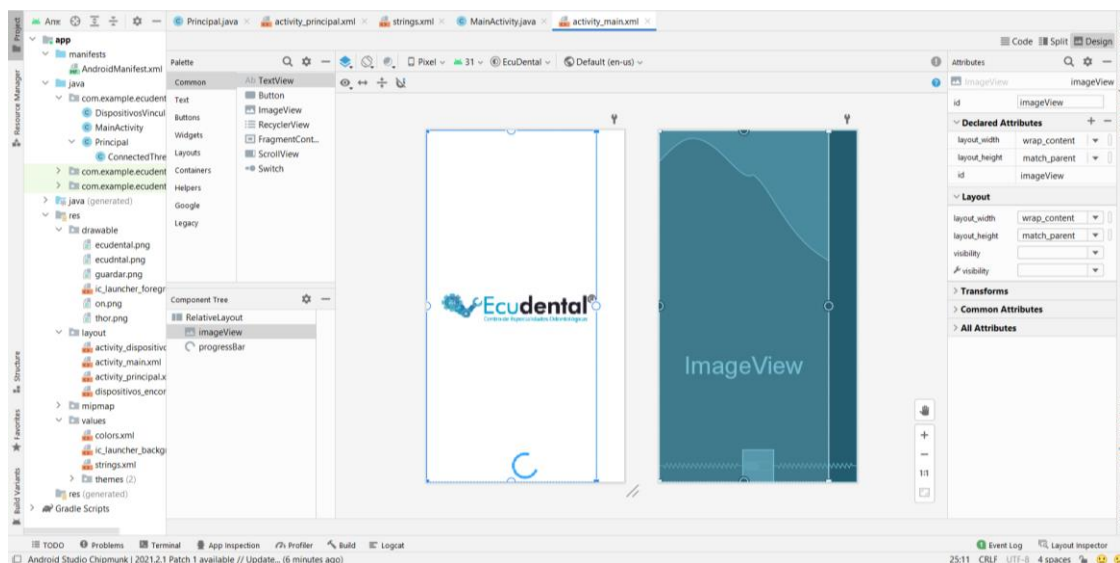 Project
Resource Manager
Structure
Favorites
Build Variants
Principal.java
activity_principal.xml
strings.xml
MainActivity.java
activity_main.xml
app
manifests
AndroidManifest.xml
java
com.example.ecudent
DispositivosVincul
MainActivity
Principal
ConnectedThre
com.example.ecudent
com.example.ecudent
java (generated)
res
drawable
ecudental.png
ecudntal.png
guardar.png
ic_launcher_foregr
on.png
thor.png
layout
activity_dispositivo
activity_main.xml
activity_principal.x
dispositivos_encor
mipmap
values
colors.xml
ic_launcher_backgr
strings.xml
themes (2)
res (generated)
Gradle Scripts
Palette
Common
Text
Buttons
Widgets
Layouts
Containers
Helpers
Google
Legacy
Ab TextView
Button
ImageView
RecyclerView
FragmentCont...
ScrollView
Switch
Component Tree
RelativeLayout
imageView
progressBar
Pixel
31
EcuDental
Default (en-us)
Ecudental
ImageView
1:1
Code
Split
Design
Attributes
ImageView imageView
id imageView
Declared Attributes
layout_width wrap_content
layout_height match_parent
id imageView
Layout
layout_width wrap_content
layout_height match_parent
visibility
visibility
Transforms
Common Attributes
All Attributes
TODO Problems Terminal App Inspection Profiler Build Logcat Event Log Layout Inspector
Android Studio Chipmunk | 2021.2.1 Patch 1 available // Update... (6 minutes ago) 25:11 CRLF UTF-8 4 spaces